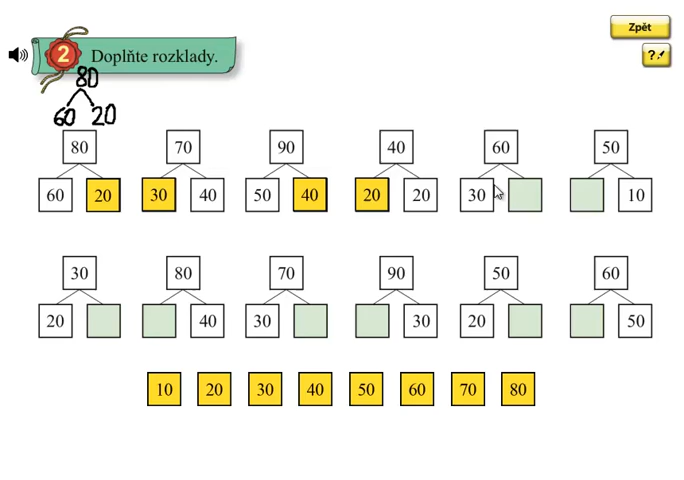 Zpět
?
2 Doplňte rozklady.
80
60 20
80 70 90 40 60 50
60 20 30 40 50 40 20 20 30 10
30 80 70 90 50 60
20 40 30 30 20 50
10 20 30 40 50 60 70 80